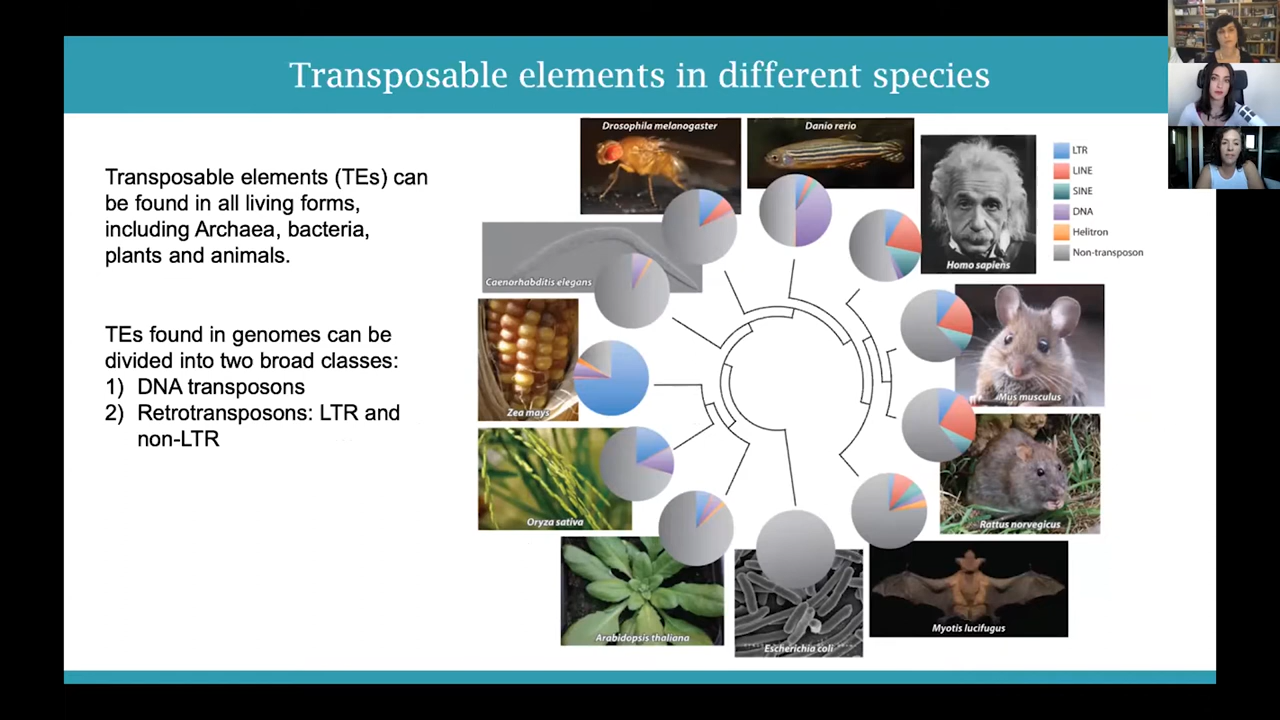 Transposable elements in different species
Transposable elements (TEs) can
be found in all living forms,
including Archaea, bacteria,
plants and animals.
TEs found in genomes can be
divided into two broad classes:
1) DNA transposons
2) Retrotransposons: LTR and
non-LTR
Drosophila melanogaster
Danio rerio
Homo sapiens
LTR
LINE
SINE
DNA
Helitron
Non-transposon
Caenorhabditis elegans
Zea mays
Mus musculus
Oryza sativa
Rattus norvegicus
Arabidopsis thaliana
Escherichia coli
Myotis lucifugus